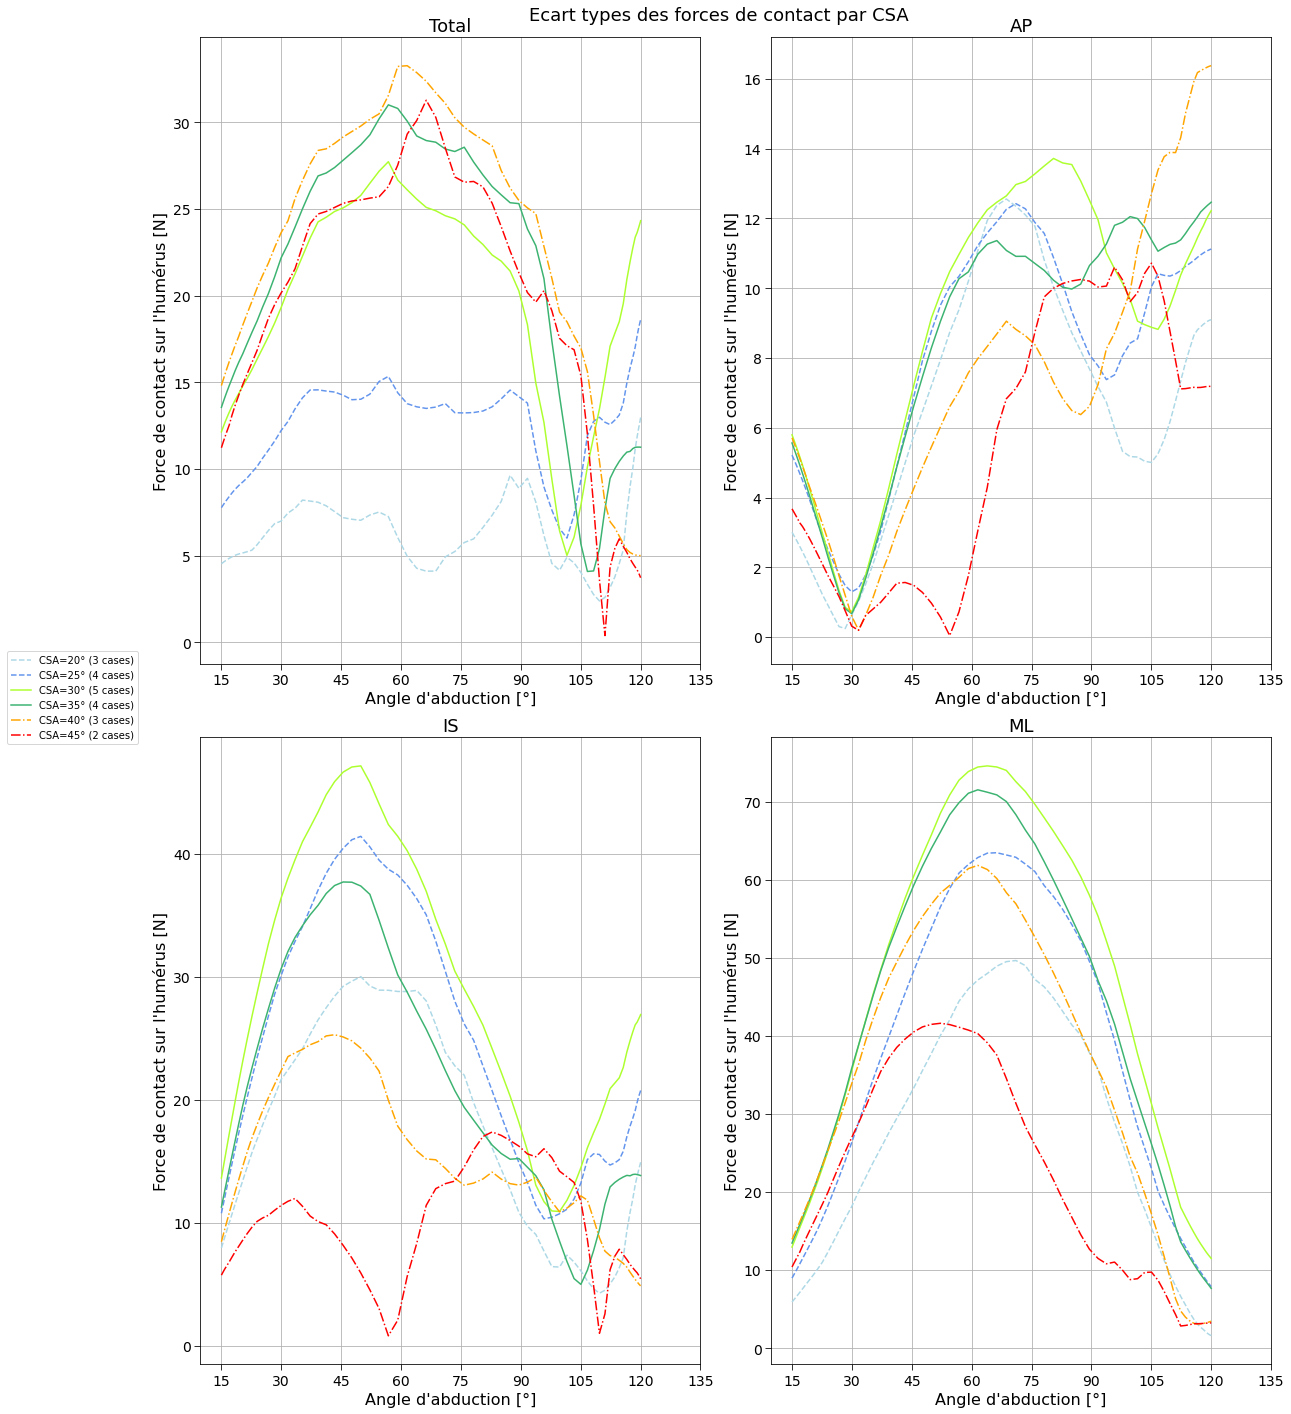 Ecart types des forces de contact par CSA
Total
Force de contact sur l'humérus [N]
30
25
20
15
10
5
0
15 30 45 60 75 90 105 120 135
Angle d'abduction [°]
AP
Force de contact sur l'humérus [N]
16
14
12
10
8
6
4
2
0
15 30 45 60 75 90 105 120 135
Angle d'abduction [°]
CSA=20° (3 cases)
CSA=25° (4 cases)
CSA=30° (5 cases)
CSA=35° (4 cases)
CSA=40° (3 cases)
CSA=45° (2 cases)
IS
Force de contact sur l'humérus [N]
40
30
20
10
0
15 30 45 60 75 90 105 120 135
Angle d'abduction [°]
ML
Force de contact sur l'humérus [N]
70
60
50
40
30
20
10
0
15 30 45 60 75 90 105 120 135
Angle d'abduction [°]